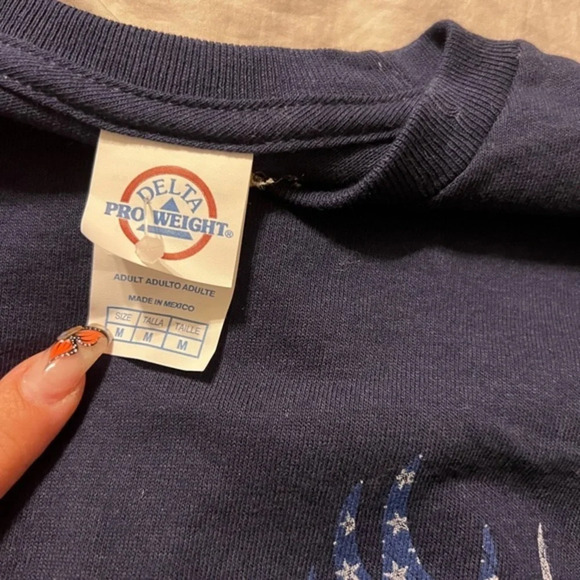 DELTA
PRO WEIGHT®
ADULT ADULTO ADULTE
MADE IN MEXICO
SIZE TALLA TAILLE
M M M